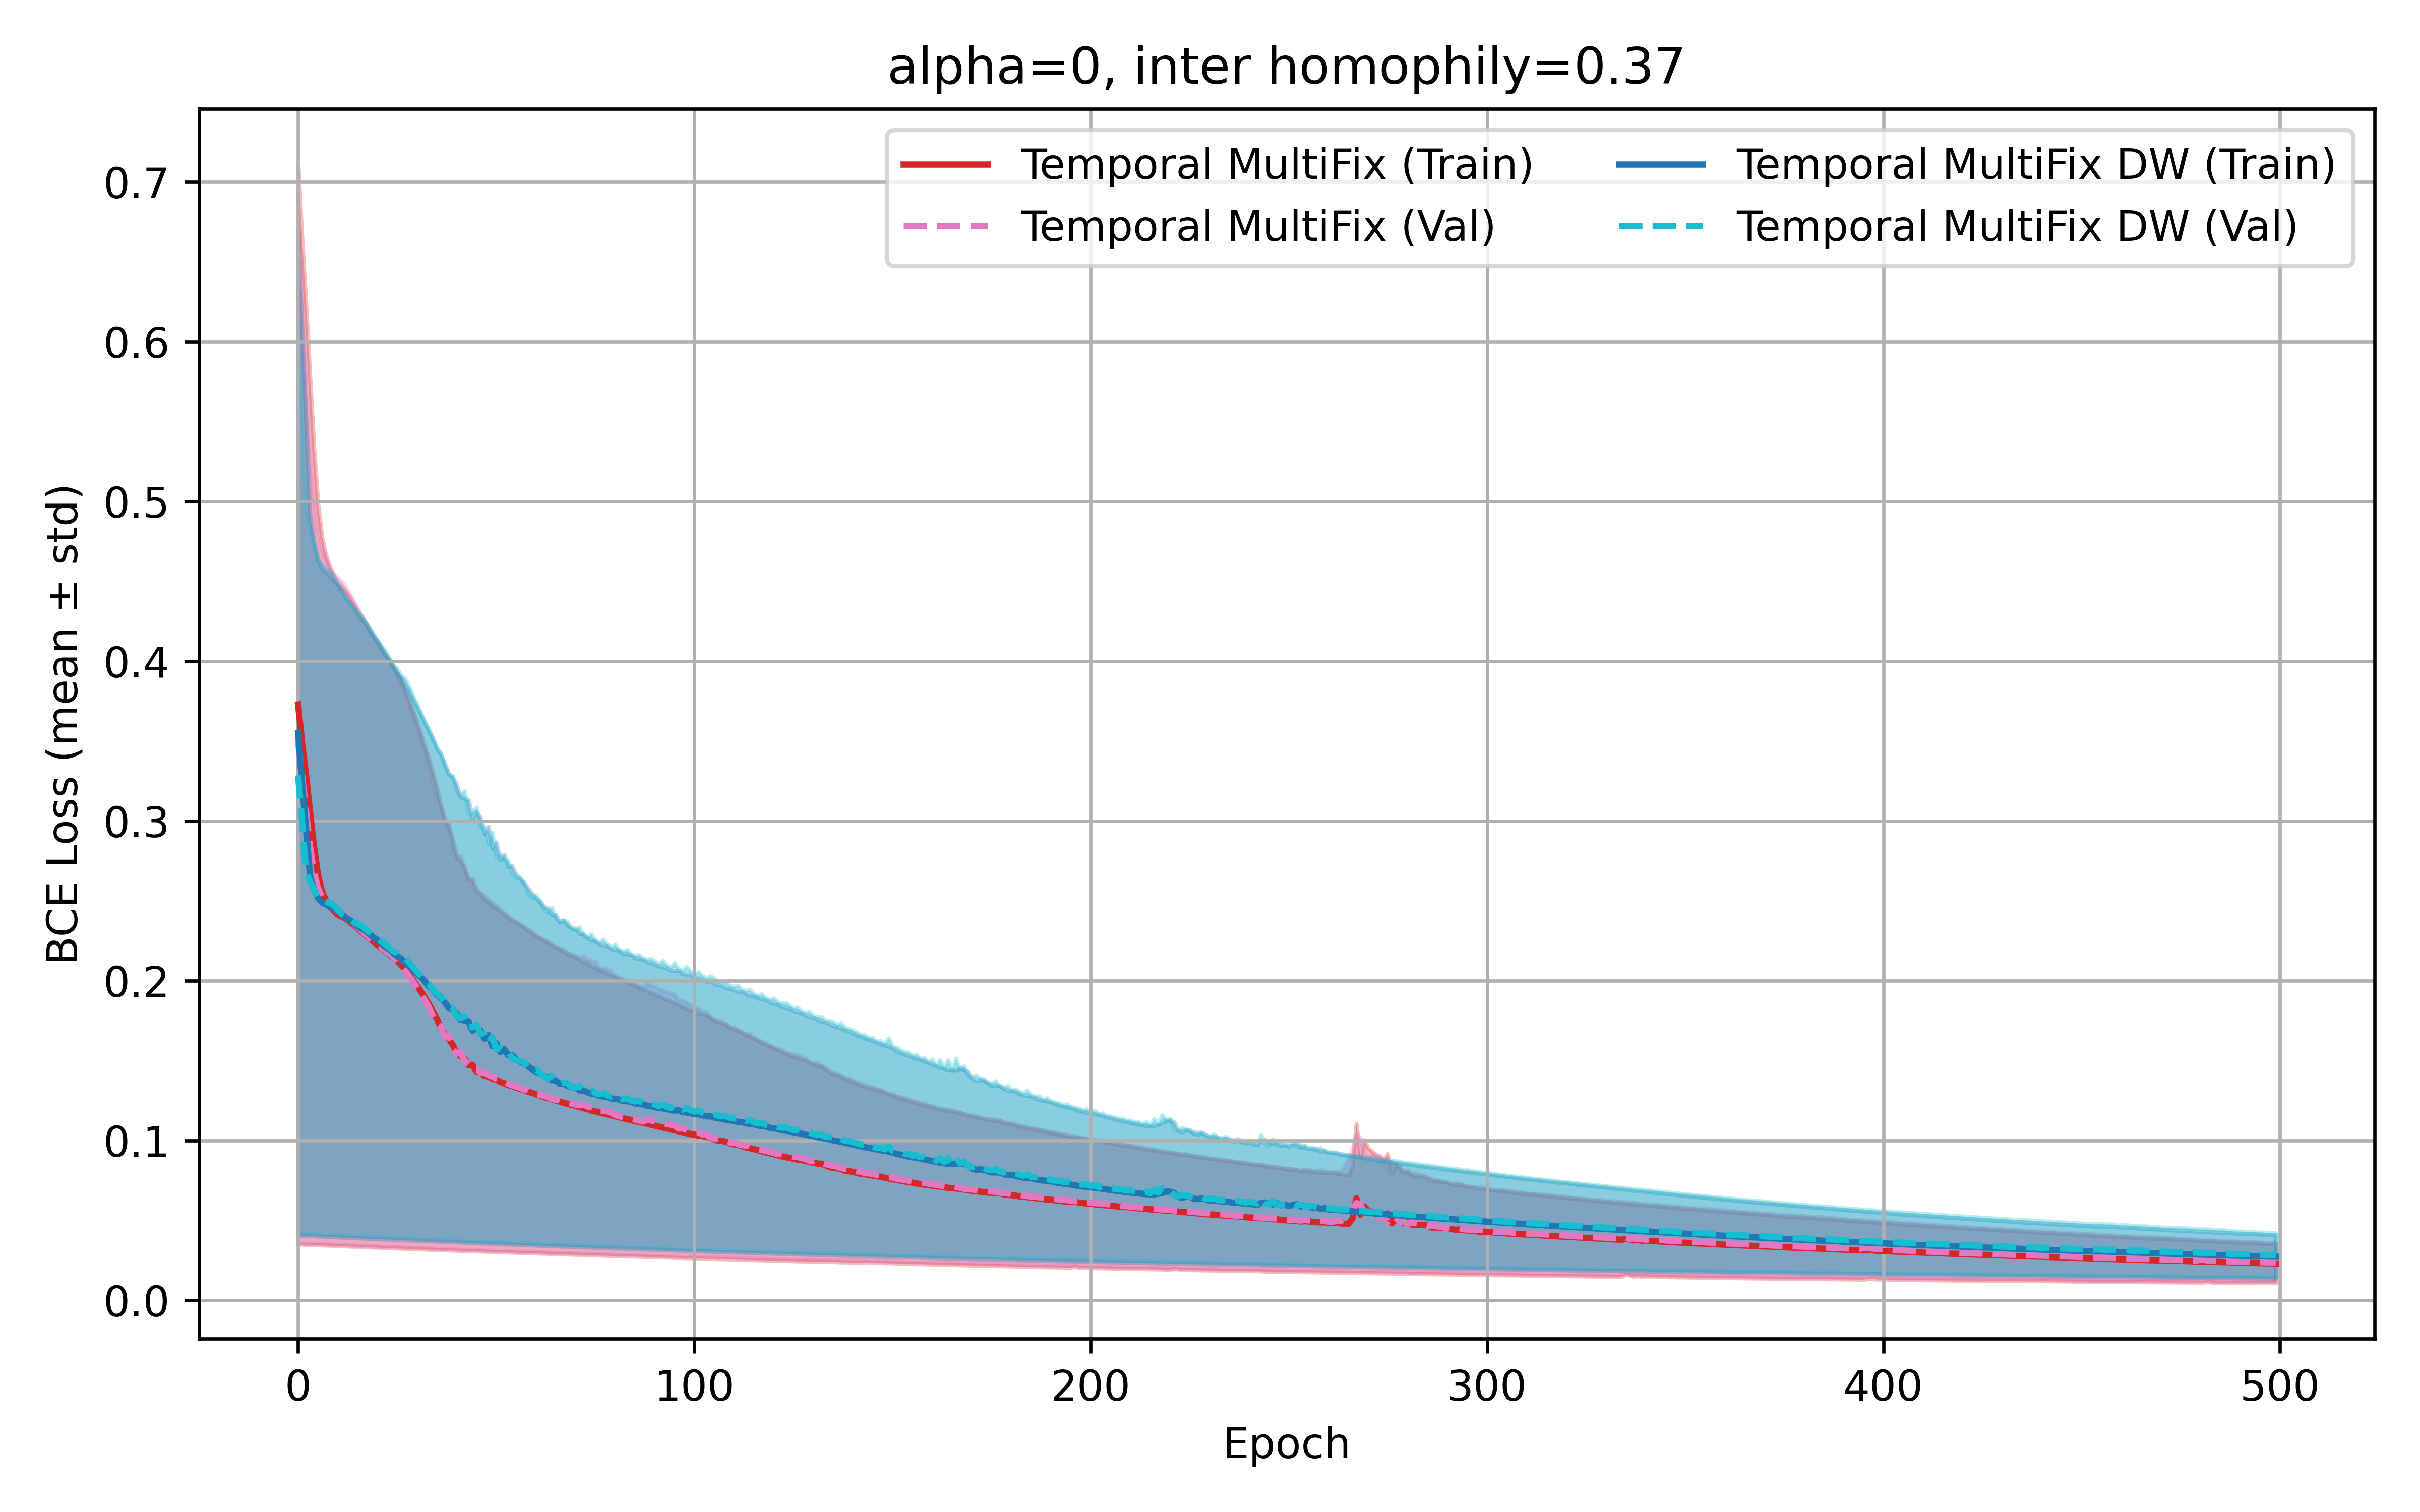 alpha=0, inter homophily=0.37
Temporal MultiFix (Train)
Temporal MultiFix (Val)
Temporal MultiFix DW (Train)
Temporal MultiFix DW (Val)
BCE Loss (mean ± std)
0.7
0.6
0.5
0.4
0.3
0.2
0.1
0.0
0 100 200 300 400 500
Epoch